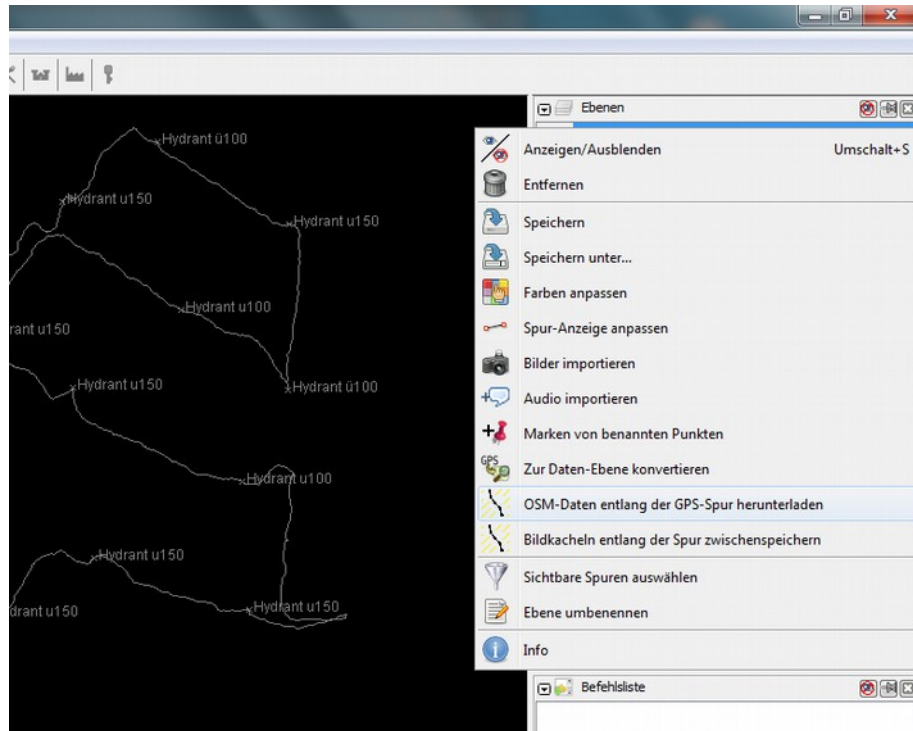 Ebenen
Hydrant ü100
Hydrant u150
Hydrant u150
Hydrant u100
rant u150
Hydrant u150
Hydrant ü100
Hydrant u100
Hydrant u150
drant u150
Hydrant u150
Anzeigen/Ausblenden Umschalt+S
Entfernen
Speichern
Speichern unter...
Farben anpassen
Spur-Anzeige anpassen
Bilder importieren
Audio importieren
Marken von benannten Punkten
GPS
Zur Daten-Ebene konvertieren
OSM-Daten entlang der GPS-Spur herunterladen
Bildkacheln entlang der Spur zwischenspeichern
Sichtbare Spuren auswählen
Ebene umbenennen
Info
Befehlsliste